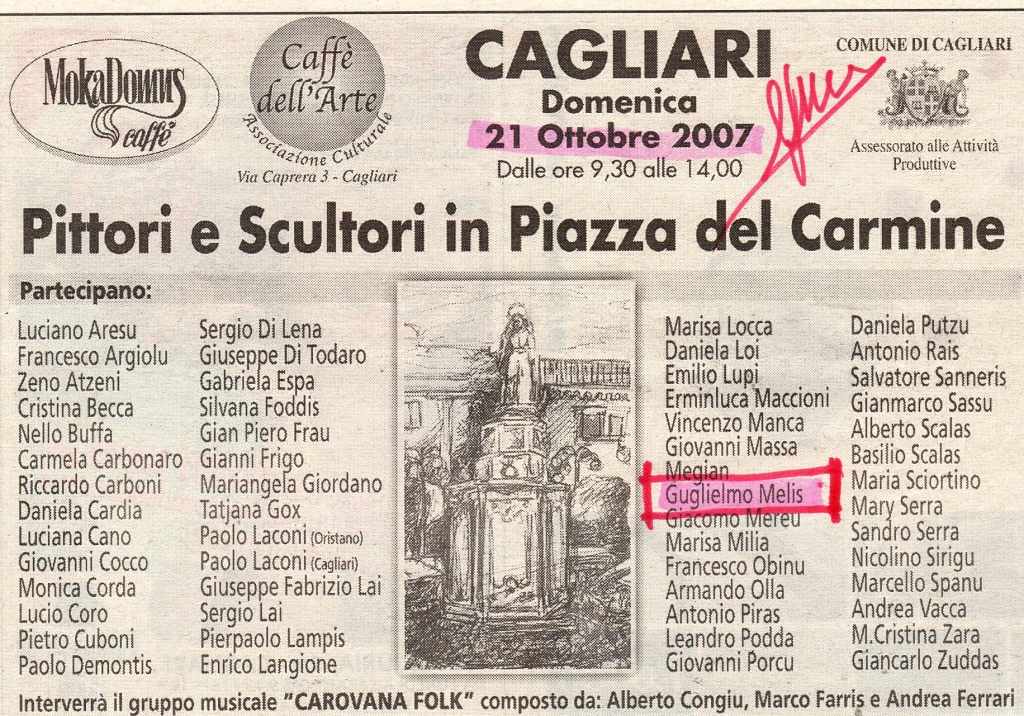 MokaDomus
caffè
Caffè
dell'Arte
Associazione Culturale
Via Caprera 3 - Cagliari
CAGLIARI
Domenica
21 Ottobre 2007
Dalle ore 9,30 alle 14,00
COMUNE DI CAGLIARI
Assessorato alle Attività
Produttive
Pittori e Scultori in Piazza del Carmine
Partecipano:
Luciano Aresu
Francesco Argiolu
Zeno Atzeni
Cristina Becca
Nello Buffa
Carmela Carbonaro
Riccardo Carboni
Daniela Cardia
Luciana Cano
Giovanni Cocco
Monica Corda
Lucio Coro
Pietro Cuboni
Paolo Demontis
Sergio Di Lena
Giuseppe Di Todaro
Gabriela Espa
Silvana Foddis
Gian Piero Frau
Gianni Frigo
Mariangela Giordano
Tatjana Gox
Paolo Laconi (Oristano)
Paolo Laconi (Cagliari)
Giuseppe Fabrizio Lai
Sergio Lai
Pierpaolo Lampis
Enrico Langione
Marisa Locca
Daniela Loi
Emilio Lupi
Erminluca Maccioni
Vincenzo Manca
Giovanni Massa
Megian
Guglielmo Melis
Giacomo Mereu
Marisa Milia
Francesco Obinu
Armando Olla
Antonio Piras
Leandro Podda
Giovanni Porcu
Daniela Putzu
Antonio Rais
Salvatore Sanneris
Gianmarco Sassu
Alberto Scalas
Basilio Scalas
Maria Sciortino
Mary Serra
Sandro Serra
Nicolino Sirigu
Marcello Spanu
Andrea Vacca
M.Cristina Zara
Giancarlo Zuddas
Interverrà il gruppo musicale "CAROVANA FOLK" composto da: Alberto Congiu, Marco Farris e Andrea Ferrari